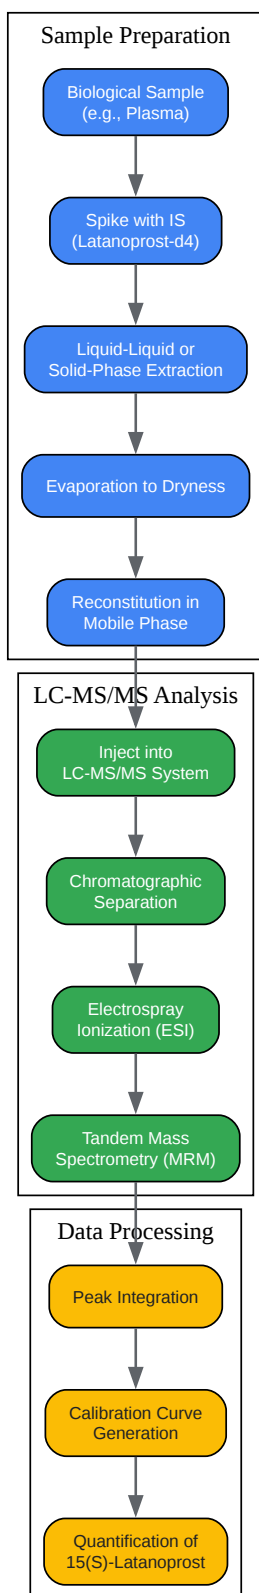 Sample Preparation
Biological Sample
(e.g., Plasma)
Spike with IS
(Latanoprost-d4)
Liquid-Liquid or
Solid-Phase Extraction
Evaporation to Dryness
Reconstitution in
Mobile Phase
LC-MS/MS Analysis
Inject into
LC-MS/MS System
Chromatographic
Separation
Electrospray
Ionization (ESI)
Tandem Mass
Spectrometry (MRM)
Data Processing
Peak Integration
Calibration Curve
Generation
Quantification of
15(S)-Latanoprost